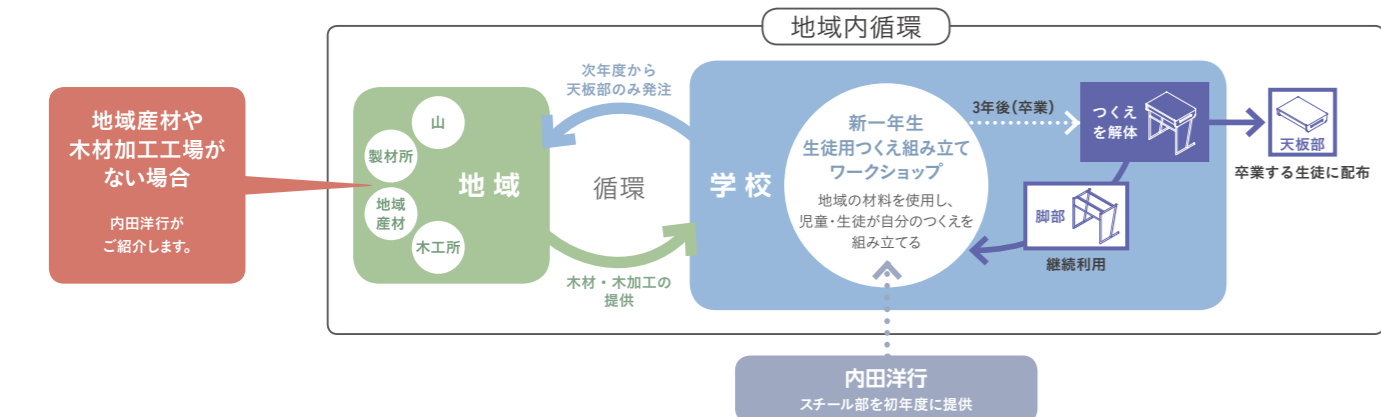 地域内循環
地域産材や
木材加工工場が
ない場合
内田洋行が
ご紹介します。
山
製材所
地域
産材
木工所
地域
次年度から
天板部のみ発注
循環
木材・木加工の
提供
学校
新一年生
生徒用つくえ組み立て
ワークショップ
地域の材料を使用し、
児童・生徒が自分のつくえを
組み立てる
3年後(卒業)
つくえ
を解体
天板部
卒業する生徒に配布
脚部
継続利用
内田洋行
スチール部を初年度に提供